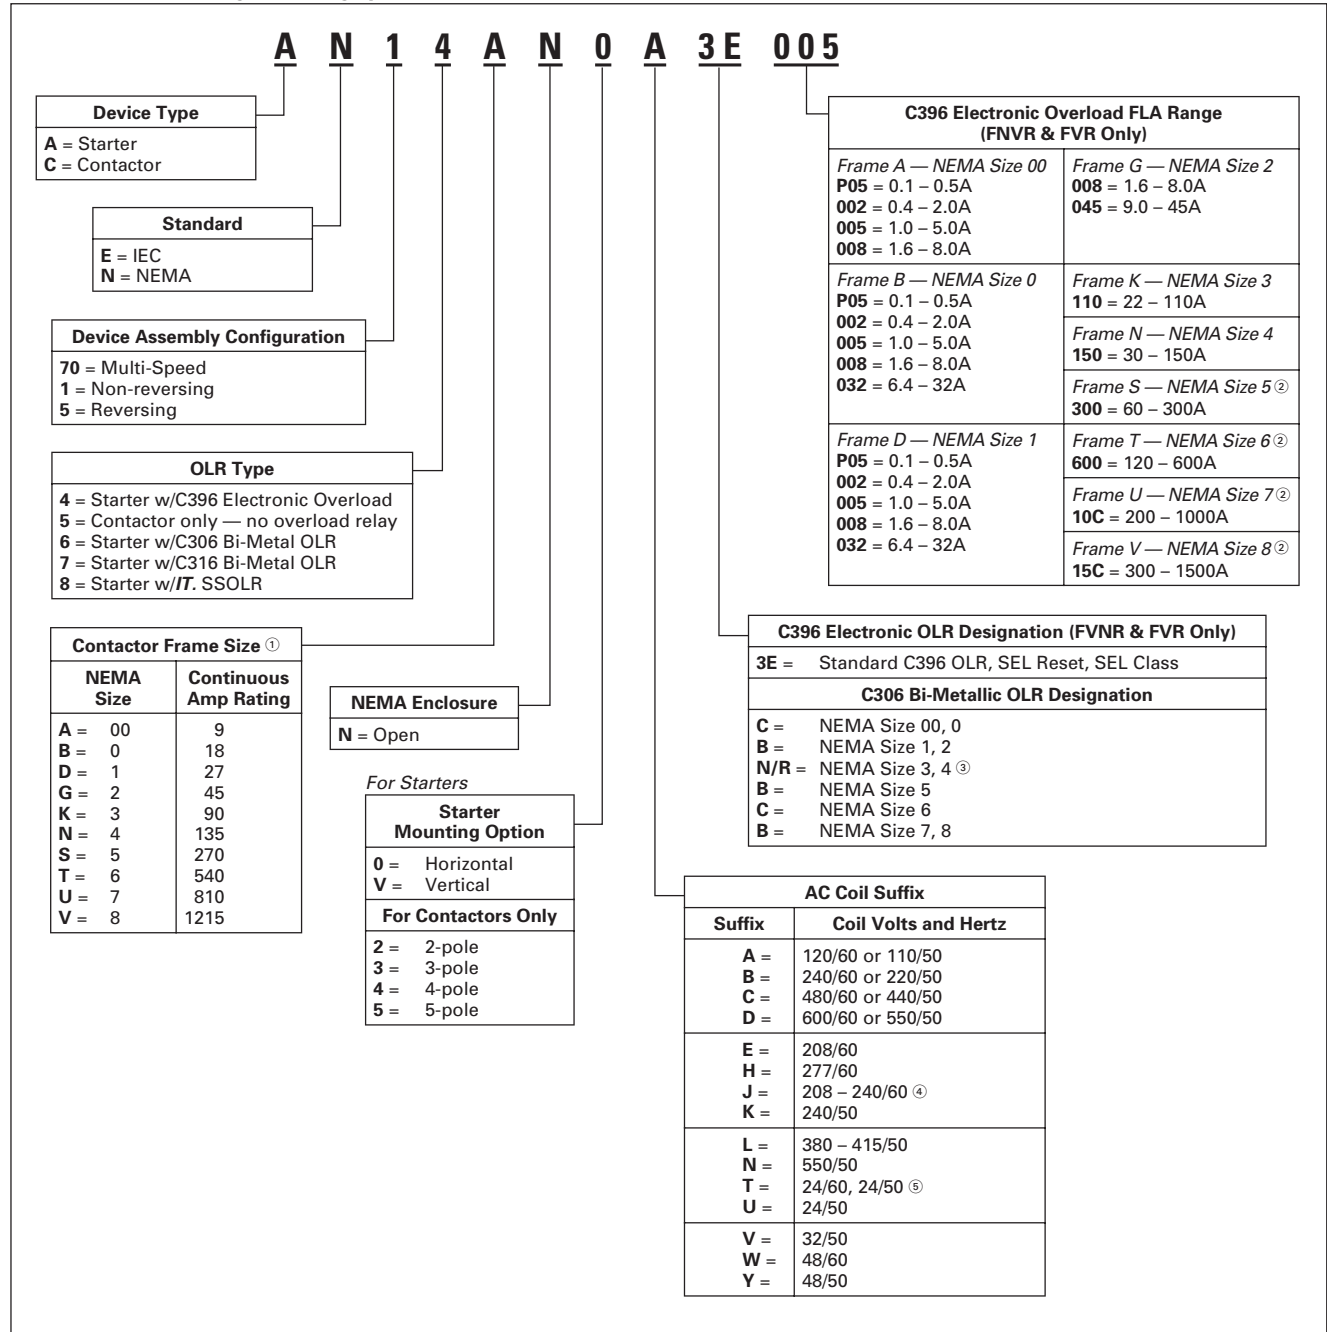 A N 1 4 A N 0 A 3E 005
Device Type
A = Starter
C = Contactor
Standard
E = IEC
N = NEMA
Device Assembly Configuration
70 = Multi-Speed
1 = Non-reversing
5 = Reversing
OLR Type
4 = Starter w/C396 Electronic Overload
5 = Contactor only — no overload relay
6 = Starter w/C306 Bi-Metal OLR
7 = Starter w/C316 Bi-Metal OLR
8 = Starter w/IT. SSOLR
Contactor Frame Size ①
NEMA Size
Continuous Amp Rating
A = 00 9
B = 0 18
D = 1 27
G = 2 45
K = 3 90
N = 4 135
S = 5 270
T = 6 540
U = 7 810
V = 8 1215
NEMA Enclosure
N = Open
For Starters
Starter
Mounting Option
0 = Horizontal
V = Vertical
For Contactors Only
2 = 2-pole
3 = 3-pole
4 = 4-pole
5 = 5-pole
C396 Electronic Overload FLA Range
(FNVR & FVR Only)
Frame A — NEMA Size 00
P05 = 0.1 – 0.5A
002 = 0.4 – 2.0A
005 = 1.0 – 5.0A
008 = 1.6 – 8.0A
Frame G — NEMA Size 2
008 = 1.6 – 8.0A
045 = 9.0 – 45A
Frame B — NEMA Size 0
P05 = 0.1 – 0.5A
002 = 0.4 – 2.0A
005 = 1.0 – 5.0A
008 = 1.6 – 8.0A
032 = 6.4 – 32A
Frame K — NEMA Size 3
110 = 22 – 110A
Frame N — NEMA Size 4
150 = 30 – 150A
Frame S — NEMA Size 5 ②
300 = 60 – 300A
Frame D — NEMA Size 1
P05 = 0.1 – 0.5A
002 = 0.4 – 2.0A
005 = 1.0 – 5.0A
008 = 1.6 – 8.0A
032 = 6.4 – 32A
Frame T — NEMA Size 6 ②
600 = 120 – 600A
Frame U — NEMA Size 7 ②
10C = 200 – 1000A
Frame V — NEMA Size 8 ②
15C = 300 – 1500A
C396 Electronic OLR Designation (FVNR & FVR Only)
3E = Standard C396 OLR, SEL Reset, SEL Class
C306 Bi-Metallic OLR Designation
C = NEMA Size 00, 0
B = NEMA Size 1, 2
N/R = NEMA Size 3, 4 ③
B = NEMA Size 5
C = NEMA Size 6
B = NEMA Size 7, 8
AC Coil Suffix
Suffix Coil Volts and Hertz
A = 120/60 or 110/50
B = 240/60 or 220/50
C = 480/60 or 440/50
D = 600/60 or 550/50
E = 208/60
H = 277/60
J = 208 – 240/60 ④
K = 240/50
L = 380 – 415/50
N = 550/50
T = 24/60, 24/50 ⑤
U = 24/50
V = 32/50
W = 48/60
Y = 48/50